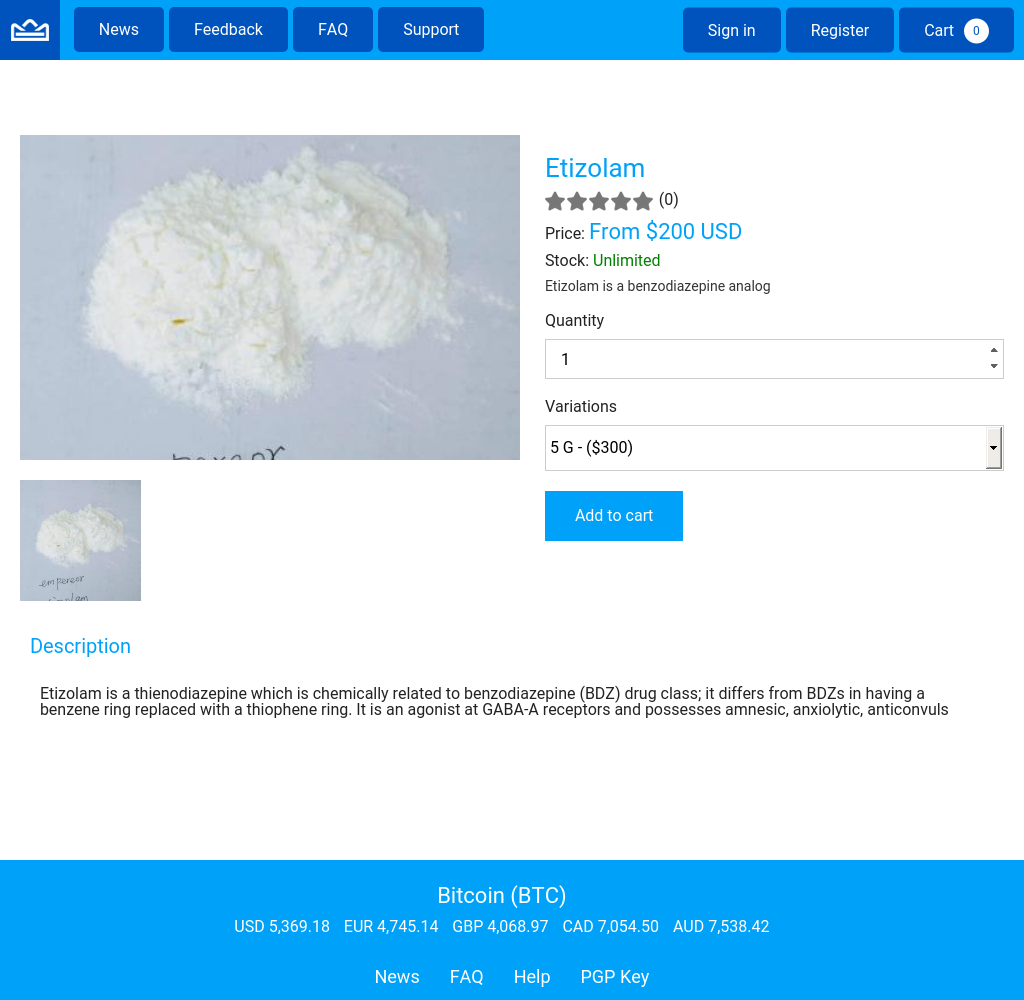 News Feedback FAQ Support Sign in Register Cart 0
Etizolam
(0)
Price: From $200 USD
Stock: Unlimited
Etizolam is a benzodiazepine analog
Quantity
1
Variations
5 G - ($300)
Add to cart
empereor
Description
Etizolam is a thienodiazepine which is chemically related to benzodiazepine (BDZ) drug class; it differs from BDZs in having a
benzene ring replaced with a thiophene ring. It is an agonist at GABA-A receptors and possesses amnesic, anxiolytic, anticonvuls
Bitcoin (BTC)
USD 5,369.18 EUR 4,745.14 GBP 4,068.97 CAD 7,054.50 AUD 7,538.42
News FAQ Help PGP Key